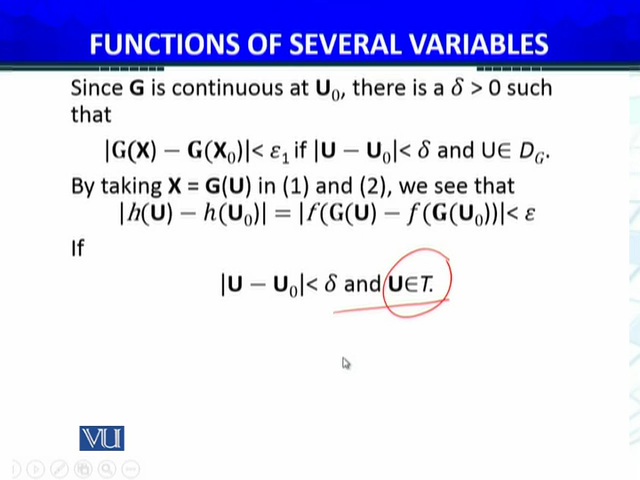 FUNCTIONS OF SEVERAL VARIABLES
Since G is continuous at U₀, there is a δ > 0 such
that
|G(X) − G(X₀)|< ε₁ if |U − U₀|< δ and U∈ D_G.
By taking X = G(U) in (1) and (2), we see that
|h(U) − h(U₀)| = |f(G(U) − f(G(U₀))|< ε
If
|U − U₀|< δ and U∈T.
VU